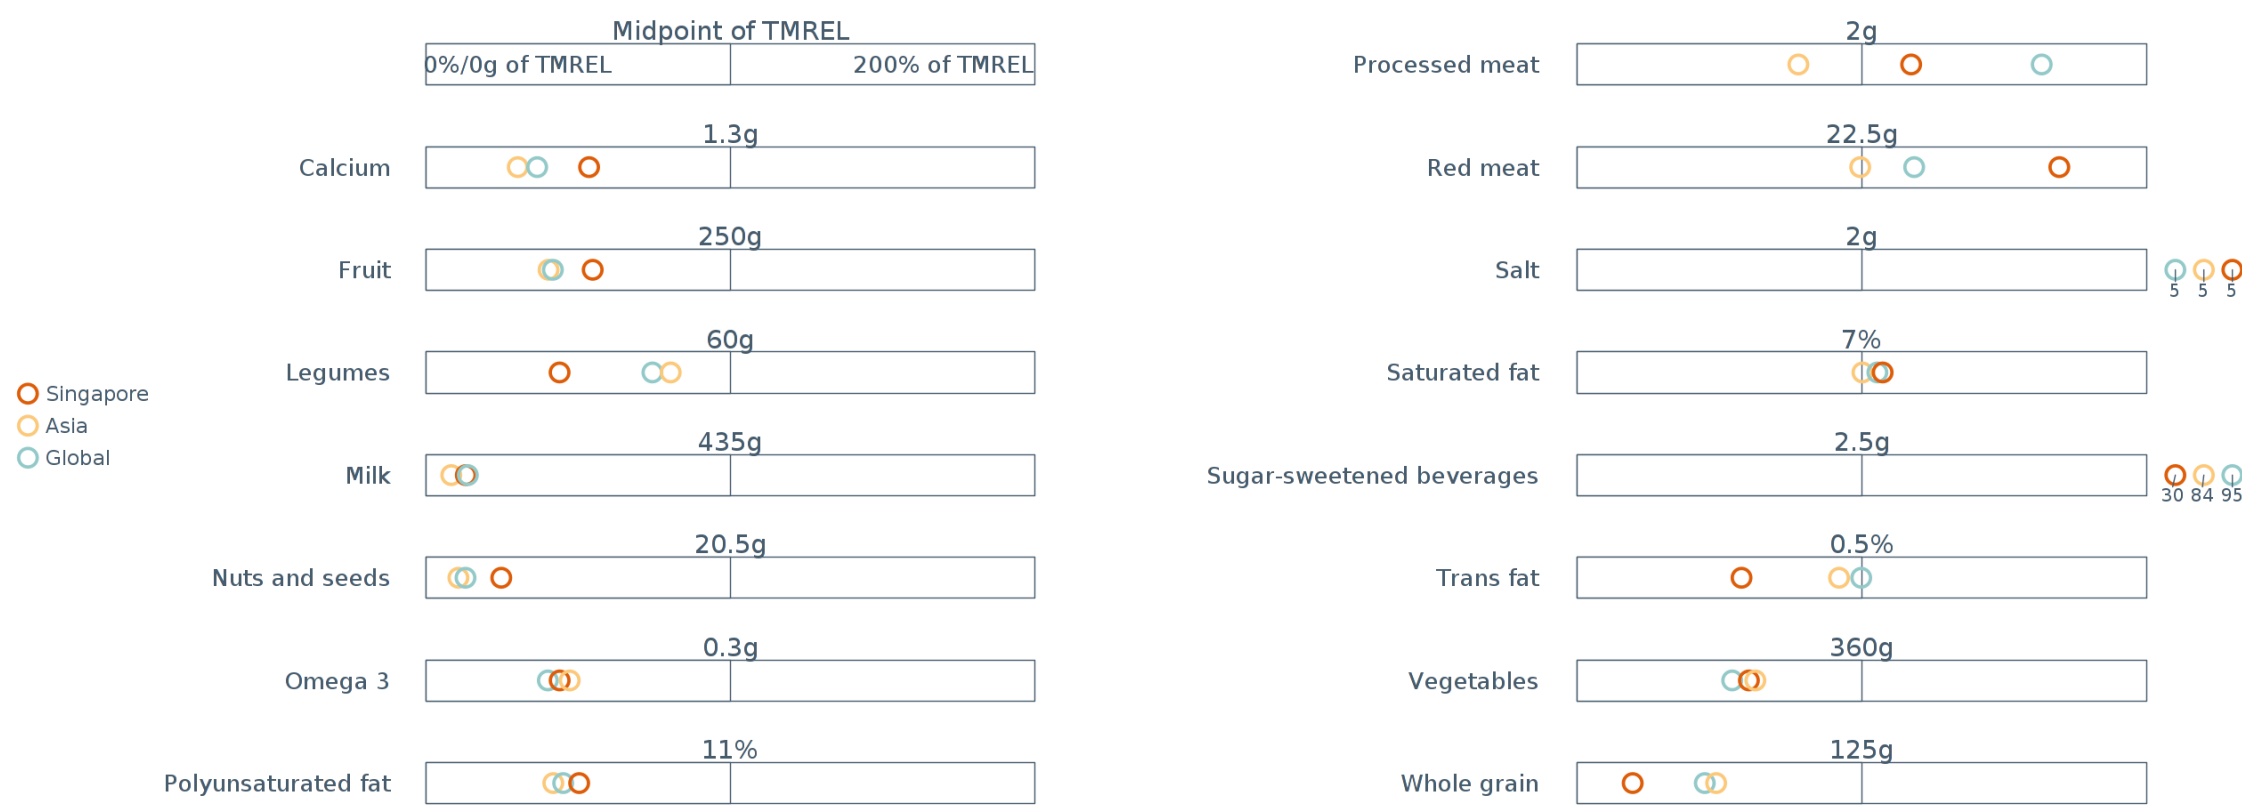 Midpoint of TMREL
0%/0g of TMREL
200% of TMREL
Calcium
1.3g
Fruit
250g
Legumes
60g
Milk
435g
Nuts and seeds
20.5g
Omega 3
0.3g
Polyunsaturated fat
11%
Singapore
Asia
Global
Processed meat
2g
Red meat
22.5g
Salt
2g
5 5 5
Saturated fat
7%
Sugar-sweetened beverages
2.5g
30 84 95
Trans fat
0.5%
Vegetables
360g
Whole grain
125g